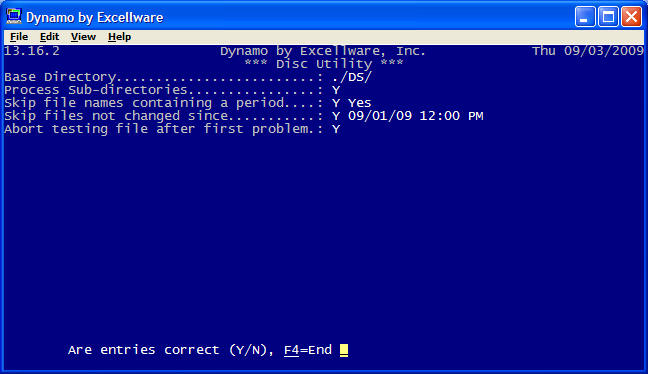 Dynamo by Excellware
File Edit View Help
13.16.2 Dynamo by Excellware, Inc. Thu 09/03/2009
*** Disc Utility ***
Base Directory.........................: ./DS/
Process Sub-directories................: Y
Skip file names containing a period....: Y Yes
Skip files not changed since...........: Y 09/01/09 12:00 PM
Abort testing file after first problem.: Y
Are entries correct (Y/N), F4=End